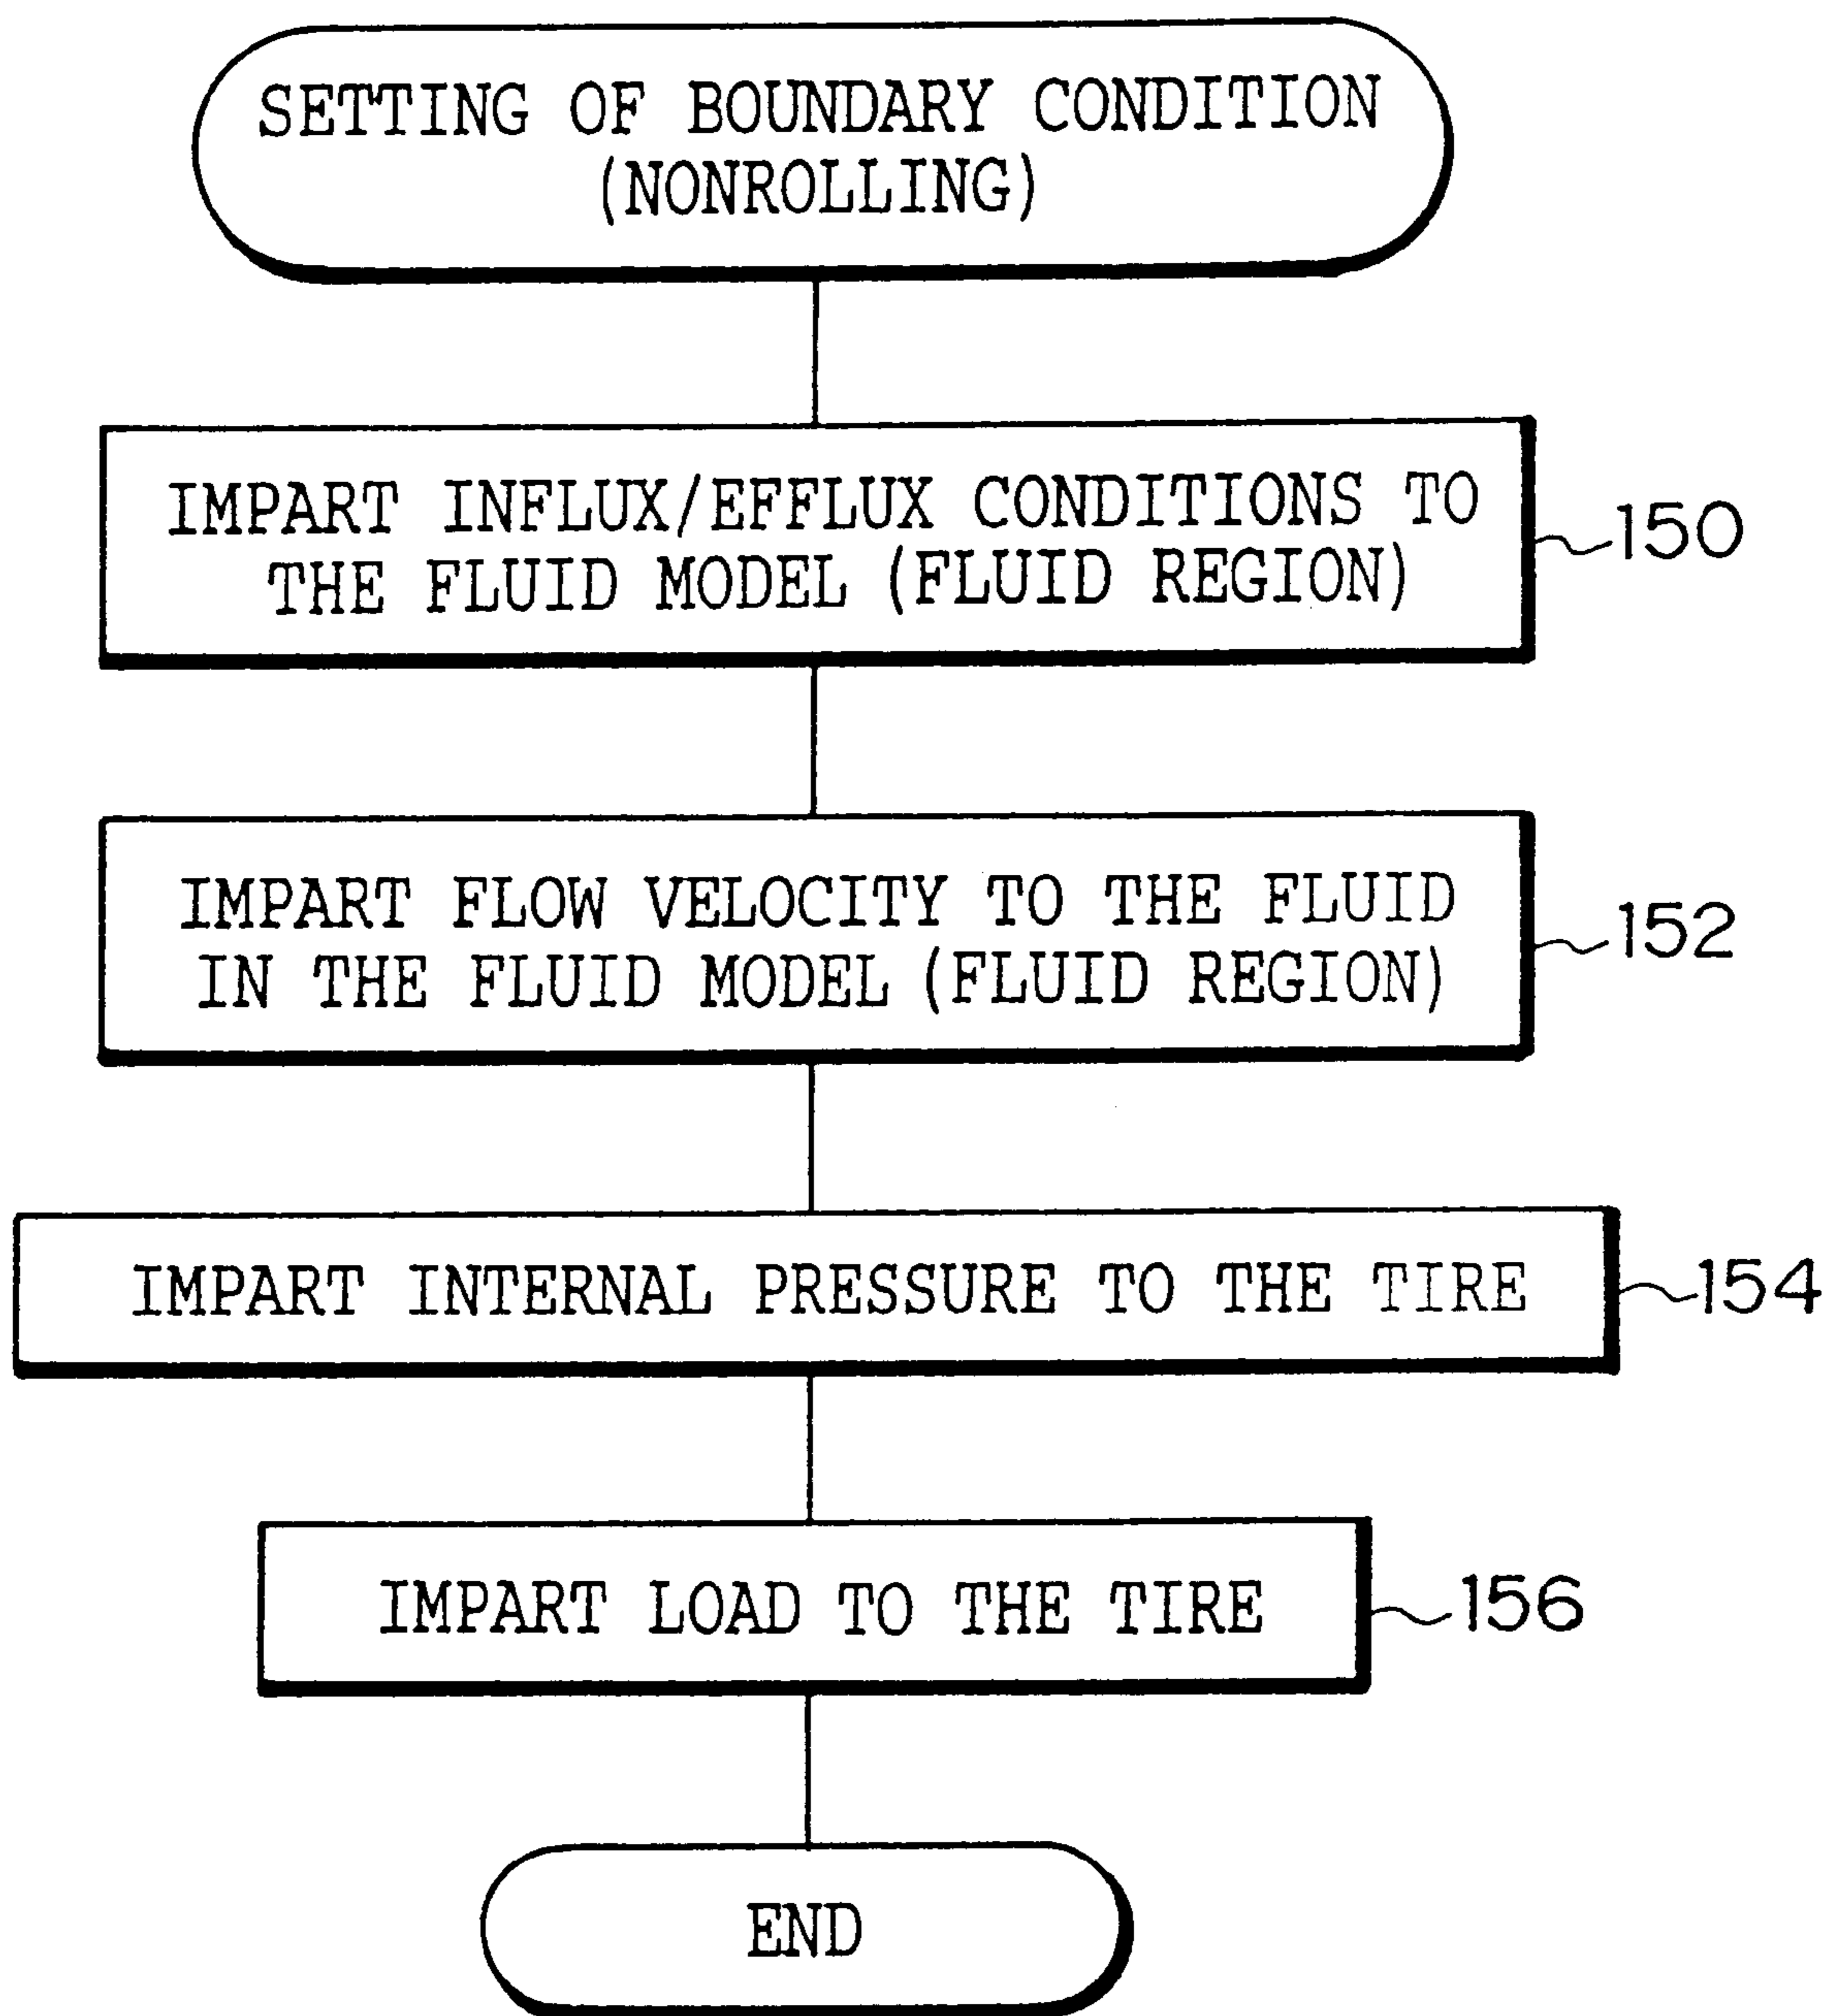 SETTING OF BOUNDARY CONDITION
(NONROLLING)
IMPART INFLUX/EFFLUX CONDITIONS TO
THE FLUID MODEL (FLUID REGION)
150
IMPART FLOW VELOCITY TO THE FLUID
IN THE FLUID MODEL (FLUID REGION)
152
IMPART INTERNAL PRESSURE TO THE TIRE
154
IMPART LOAD TO THE TIRE
156
END